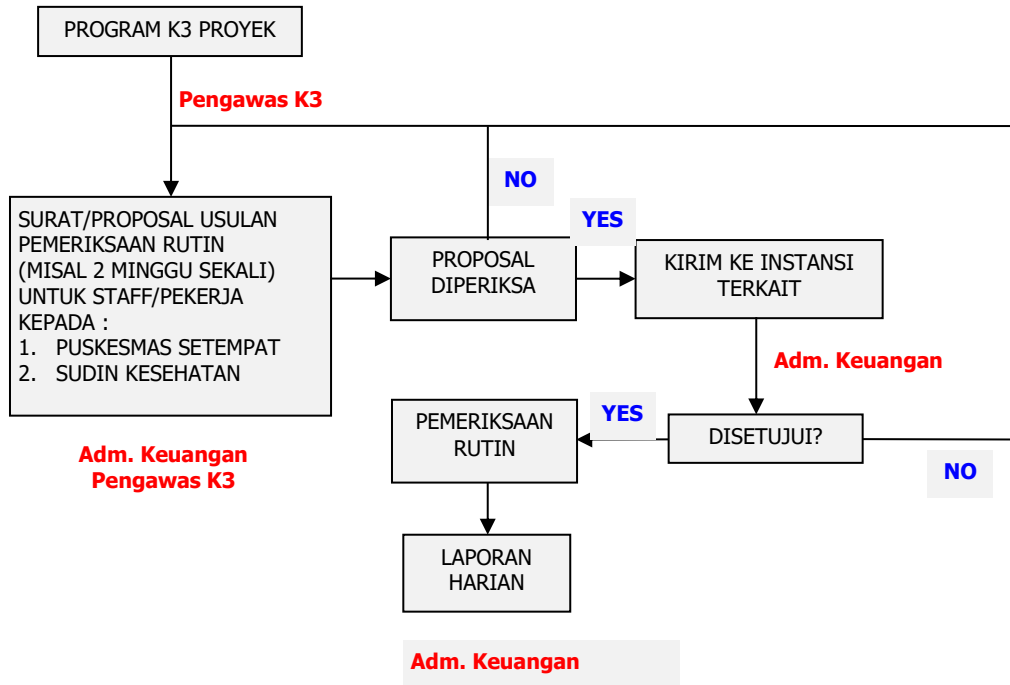 PROGRAM K3 PROYEK
Pengawas K3
NO
YES
SURAT/PROPOSAL USULAN
PEMERIKSAAN RUTIN
(MISAL 2 MINGGU SEKALI)
UNTUK STAFF/PEKERJA
KEPADA :
1. PUSKESMAS SETEMPAT
2. SUDIN KESEHATAN
PROPOSAL
DIPERIKSA
KIRIM KE INSTANSI
TERKAIT
Adm. Keuangan
Adm. Keuangan
Pengawas K3
PEMERIKSAAN
RUTIN
YES
DISETUJUI?
NO
LAPORAN
HARIAN
Adm. Keuangan